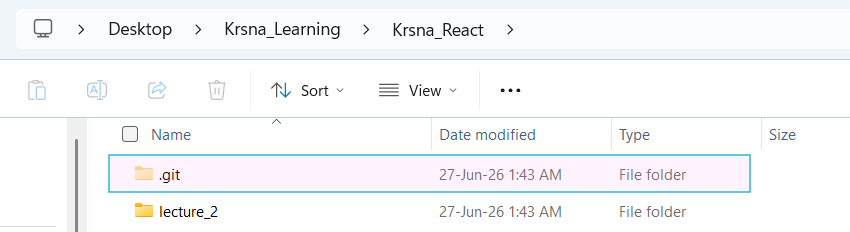 Desktop Krsna_Learning Krsna_React
Sort View
Name Date modified Type Size
.git 27-Jun-26 1:43 AM File folder
lecture_2 27-Jun-26 1:43 AM File folder